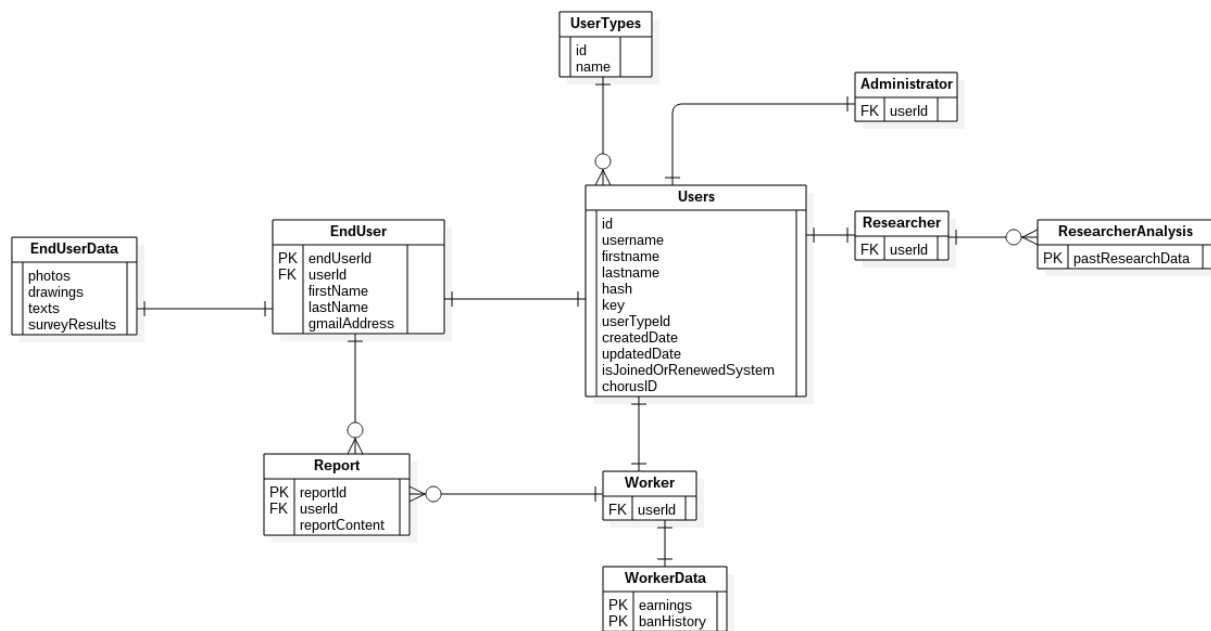 UserTypes
id
name
Administrator
FK userId
Users
id
username
firstname
lastname
hash
key
userTypeId
createdDate
updatedDate
isJoinedOrRenewedSystem
chorusID
Researcher
FK userId
ResearcherAnalysis
PK pastResearchData
EndUser
PK endUserId
FK userId
firstName
lastName
gmailAddress
EndUserData
photos
drawings
texts
surveyResults
Report
PK reportId
FK userId
reportContent
Worker
FK userId
WorkerData
PK earnings
PK banHistory